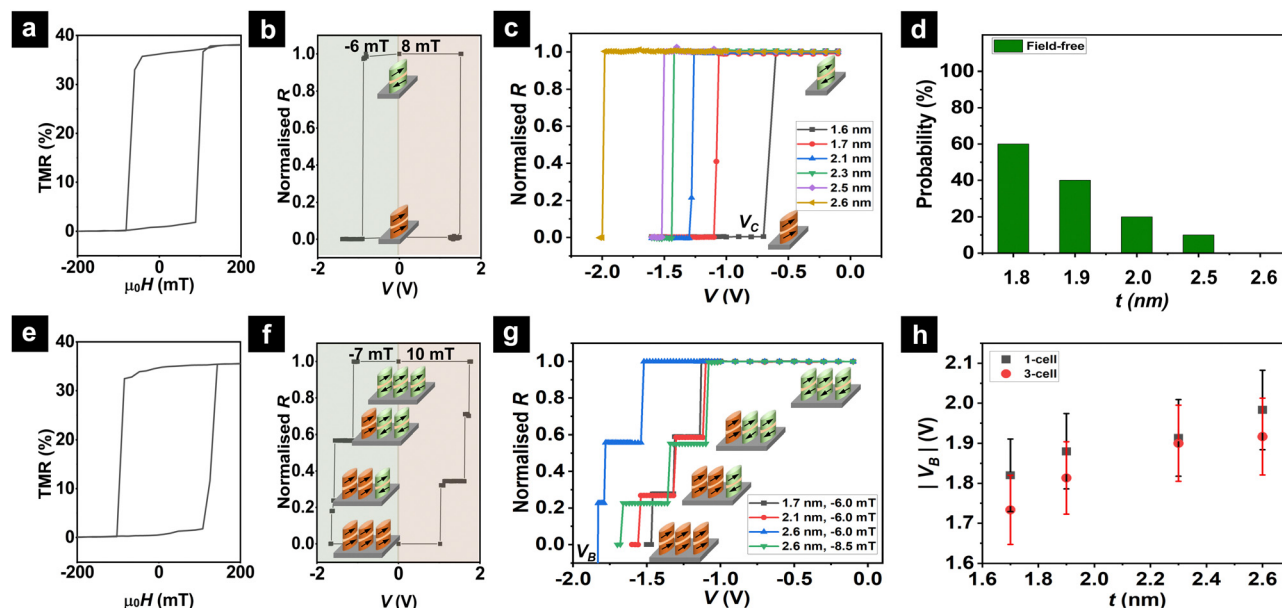 a
TMR (%)
40
30
20
10
0
-200
0
200
μ₀H (mT)
b
Normalised R
1.0
0.8
0.6
0.4
0.2
0.0
-6 mT
8 mT
-2
0
2
V (V)
c
Normalised R
1.0
0.8
0.6
0.4
0.2
0.0
1.6 nm
1.7 nm
2.1 nm
2.3 nm
2.5 nm
2.6 nm
V_C
-2.0
-1.5
-1.0
-0.5
0.0
V (V)
d
Field-free
Probability (%)
100
80
60
40
20
0
1.8
1.9
2.0
2.5
2.6
t (nm)
e
TMR (%)
40
30
20
10
0
-200
0
200
μ₀H (mT)
f
Normalised R
1.0
0.8
0.6
0.4
0.2
0.0
-7 mT
10 mT
-2
0
2
V (V)
g
Normalised R
1.0
0.8
0.6
0.4
0.2
0.0
V_B
1.7 nm, -6.0 mT
2.1 nm, -6.0 mT
2.6 nm, -6.0 mT
2.6 nm, -8.5 mT
-2.0
-1.5
-1.0
-0.5
0.0
V (V)
h
1-cell
3-cell
| V_B | (V)
2.1
2.0
1.9
1.8
1.7
1.6
1.6
1.8
2.0
2.2
2.4
2.6
t (nm)